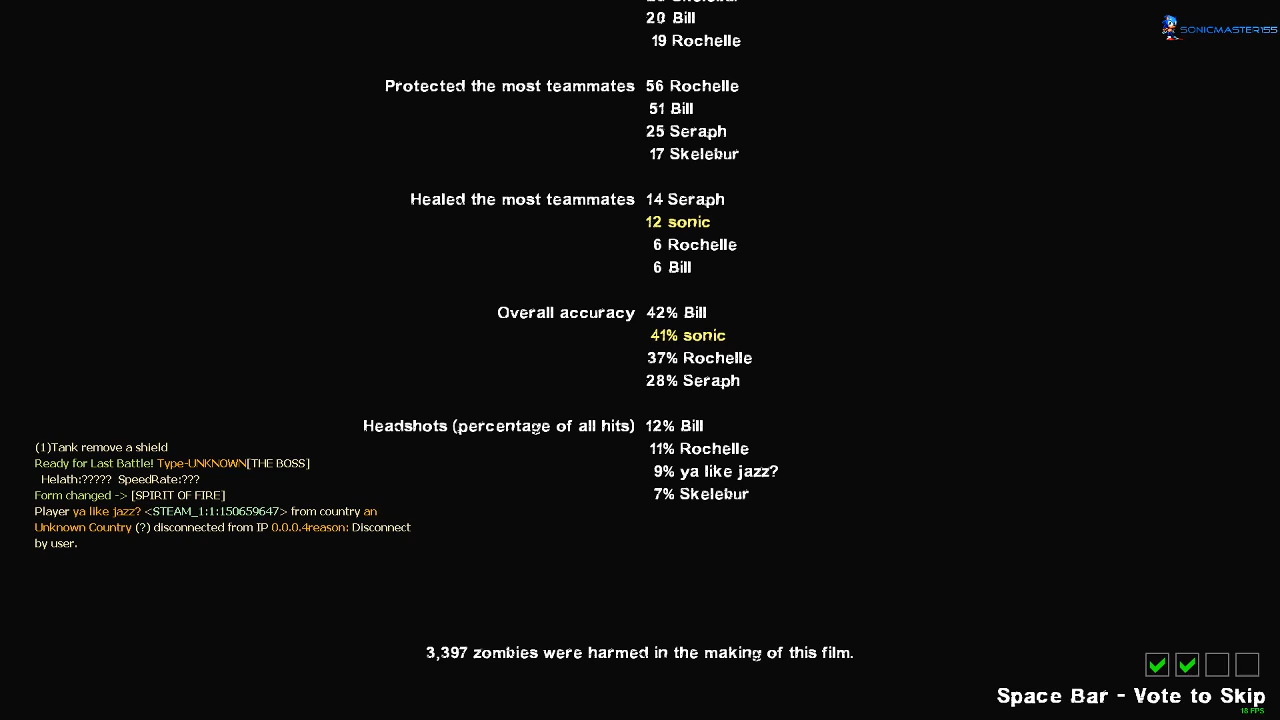 20 Bill
19 Rochelle
SONICMASTER155
Protected the most teammates 56 Rochelle
51 Bill
25 Seraph
17 Skelebur
Healed the most teammates 14 Seraph
12 sonic
6 Rochelle
6 Bill
Overall accuracy 42% Bill
41% sonic
37% Rochelle
28% Seraph
Headshots (percentage of all hits) 12% Bill
11% Rochelle
9% ya like jazz?
7% Skelebur
(1)Tank remove a shield
Ready for Last Battle! Type-UNKNOWN[THE BOSS]
Helath:????? SpeedRate:???
Form changed -> [SPIRIT OF FIRE]
Player ya like jazz? <STEAM_1:1:150659647> from country an
Unknown Country (?) disconnected from IP 0.0.0.4reason: Disconnect
by user.
3,397 zombies were harmed in the making of this film.
Space Bar - Vote to Skip
18 FPS